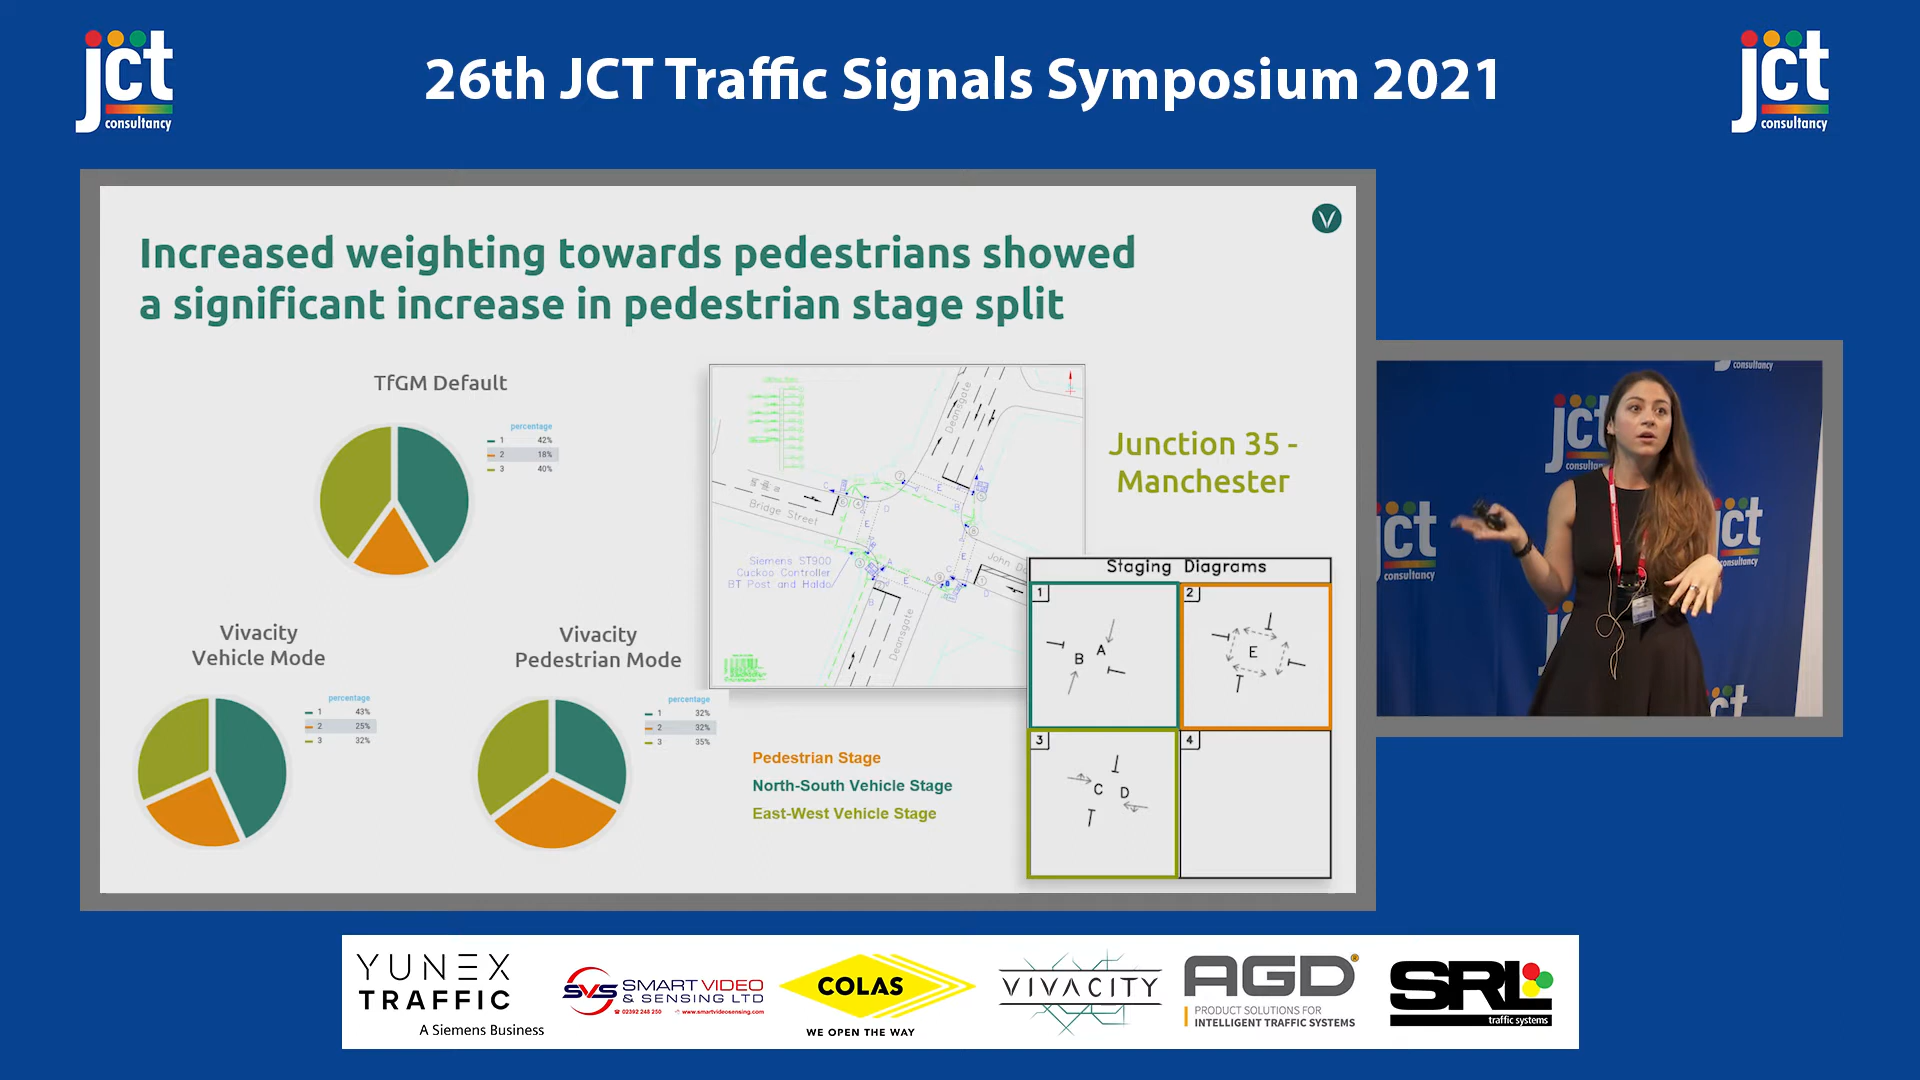 jct
consultancy
26th JCT Traffic Signals Symposium 2021
jct
consultancy
Increased weighting towards pedestrians showed
a significant increase in pedestrian stage split
TfGM Default
percentage
1 42%
2 18%
3 40%
Vivacity
Vehicle Mode
percentage
1 43%
2 25%
3 32%
Vivacity
Pedestrian Mode
percentage
1 32%
2 32%
3 35%
Deansgate
Bridge Street
Siemens ST900
Cuckoo Controller
BT Post and Haldo
John Da
Deansgate
Junction 35 -
Manchester
Staging Diagrams
1
B A
2
E
3
C D
4
Pedestrian Stage
North-South Vehicle Stage
East-West Vehicle Stage
consultancy
jct
jct
consultancy
jct
consultancy
YUNEX
TRAFFIC
A Siemens Business
SVS SMART VIDEO
& SENSING LTD
02392 248 250 www.smartvideosensing.com
COLAS
WE OPEN THE WAY
VIVACITY
AGD
PRODUCT SOLUTIONS FOR
INTELLIGENT TRAFFIC SYSTEMS
SRL
traffic systems